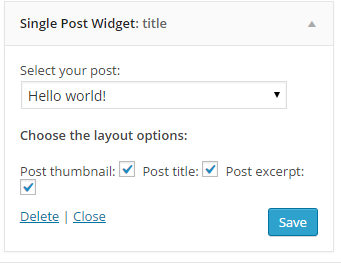 Single Post Widget: title
Select your post:
Hello world!
Choose the layout options:
Post thumbnail: Post title: Post excerpt:
Delete | Close
Save